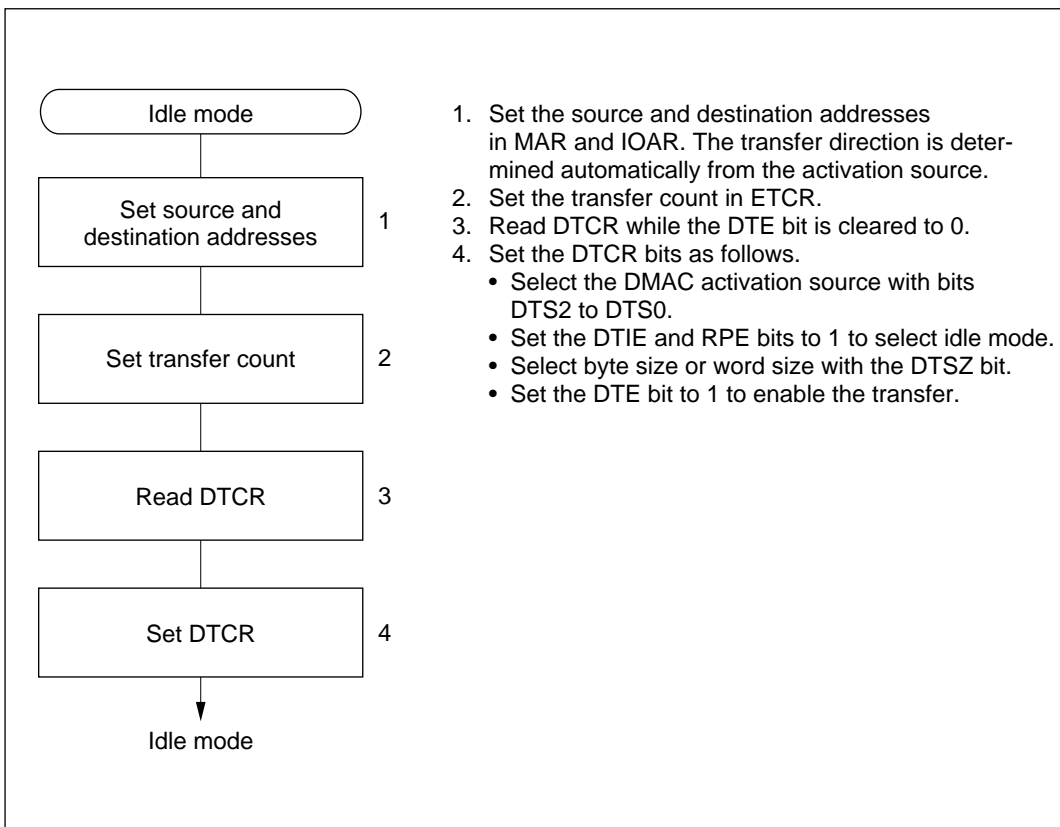 Idle mode
Set source and
destination addresses
1
Set transfer count
2
Read DTCR
3
Set DTCR
4
Idle mode
1. Set the source and destination addresses
in MAR and IOAR. The transfer direction is deter-
mined automatically from the activation source.
2. Set the transfer count in ETCR.
3. Read DTCR while the DTE bit is cleared to 0.
4. Set the DTCR bits as follows.
• Select the DMAC activation source with bits
DTS2 to DTS0.
• Set the DTIE and RPE bits to 1 to select idle mode.
• Select byte size or word size with the DTSZ bit.
• Set the DTE bit to 1 to enable the transfer.